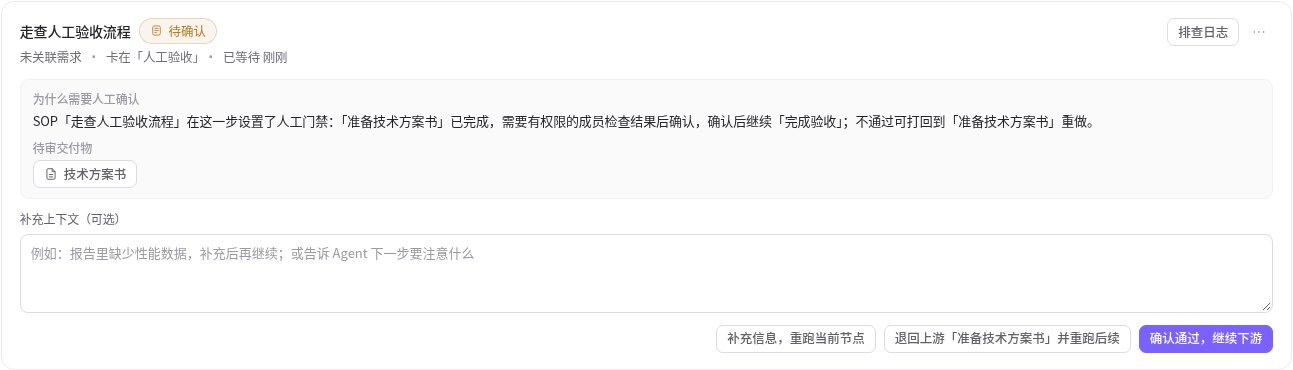 走查人工验收流程 待确认 排查日志 ···
未关联需求 • 卡在「人工验收」 • 已等待 刚刚
为什么需要人工确认
SOP「走查人工验收流程」在这一步设置了人工门禁：「准备技术方案书」已完成，需要有权限的成员检查结果后确认，确认后继续「完成验收」；不通过可打回到「准备技术方案书」重做。
待审交付物
技术方案书
补充上下文（可选）
例如：报告里缺少性能数据，补充后再继续；或告诉 Agent 下一步要注意什么
补充信息，重跑当前节点 退回上游「准备技术方案书」并重跑后续 确认通过，继续下游